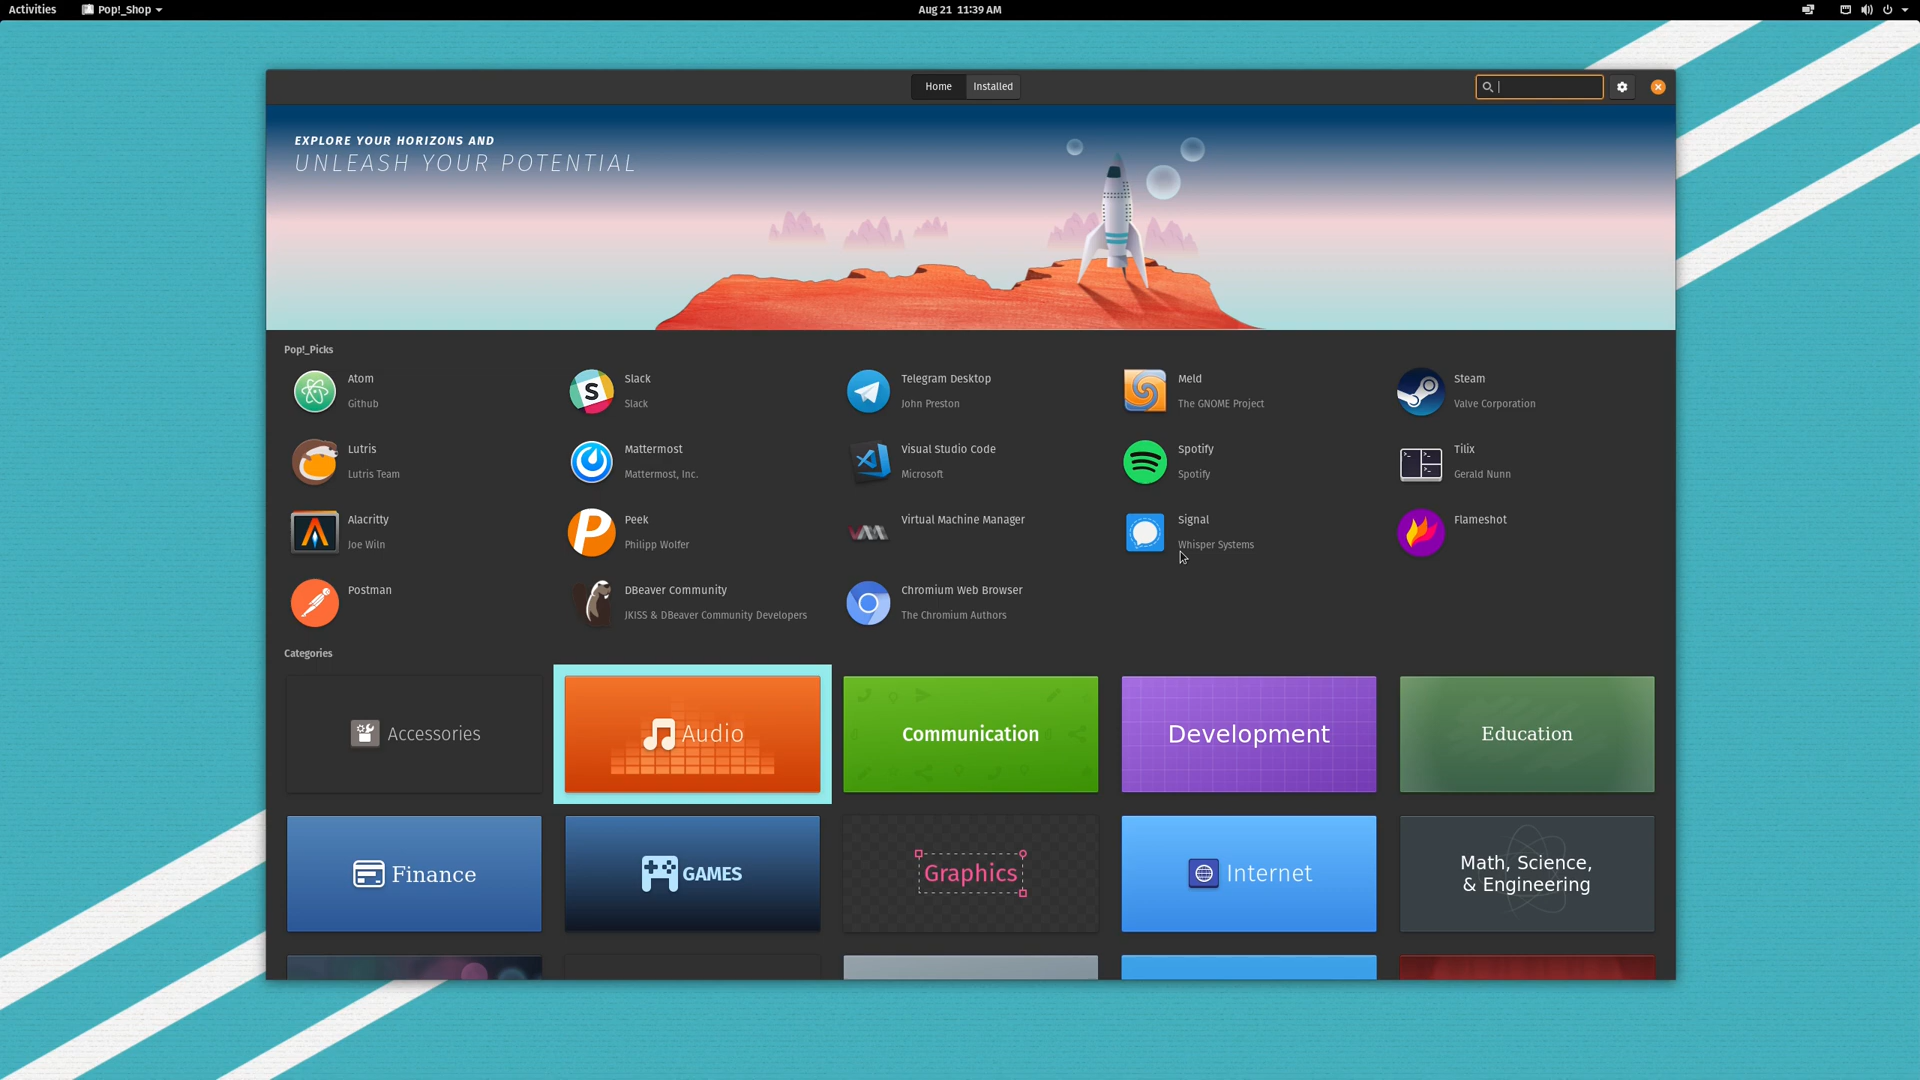 Activities
Pop!_Shop
Aug 21 11:39 AM
Home
Installed
EXPLORE YOUR HORIZONS AND
UNLEASH YOUR POTENTIAL
Pop!_Picks
Atom
Github
Slack
Slack
Telegram Desktop
John Preston
Meld
The GNOME Project
Steam
Valve Corporation
Lutris
Lutris Team
Mattermost
Mattermost, Inc.
Visual Studio Code
Microsoft
Spotify
Spotify
Tilix
Gerald Nunn
Alacritty
Joe Wiln
Peek
Philipp Wolfer
Virtual Machine Manager
Signal
Whisper Systems
Flameshot
Postman
DBeaver Community
JKISS & DBeaver Community Developers
Chromium Web Browser
The Chromium Authors
Categories
Accessories
Audio
Communication
Development
Education
Finance
GAMES
Graphics
Internet
Math, Science,
& Engineering